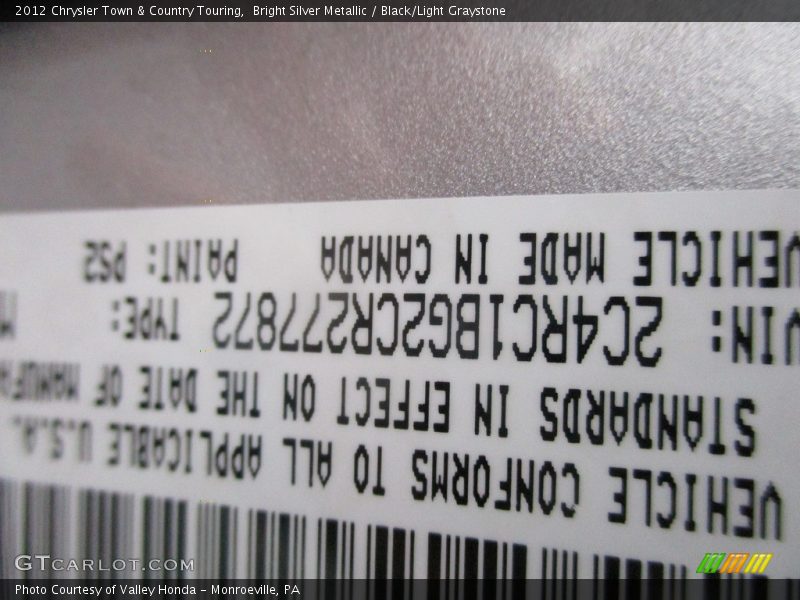 2012 Chrysler Town & Country Touring,  Bright Silver Metallic / Black/Light Graystone
VEHICLE CONFORMS TO ALL APPLICABLE U.S.A.
STANDARDS IN EFFECT ON THE DATE OF MANUFA
VIN: 2C4RC1BG2CR277872 TYPE:
VEHICLE MADE IN CANADA PAINT: PS2
GTcarlot.com
Photo Courtesy of Valley Honda - Monroeville, PA